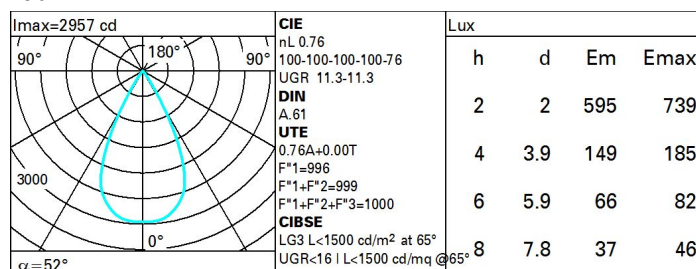 Imax=2957 cd
90° 180° 90°
3000
0°
α=52°
CIE
nL 0.76
100-100-100-100-76
UGR 11.3-11.3
DIN
A.61
UTE
0.76A+0.00T
F"1=996
F"1+F"2=999
F"1+F"2+F"3=1000
CIBSE
LG3 L<1500 cd/m² at 65°
UGR<16 | L<1500 cd/mq @65°
Lux
h d Em Emax
2 2 595 739
4 3.9 149 185
6 5.9 66 82
8 7.8 37 46